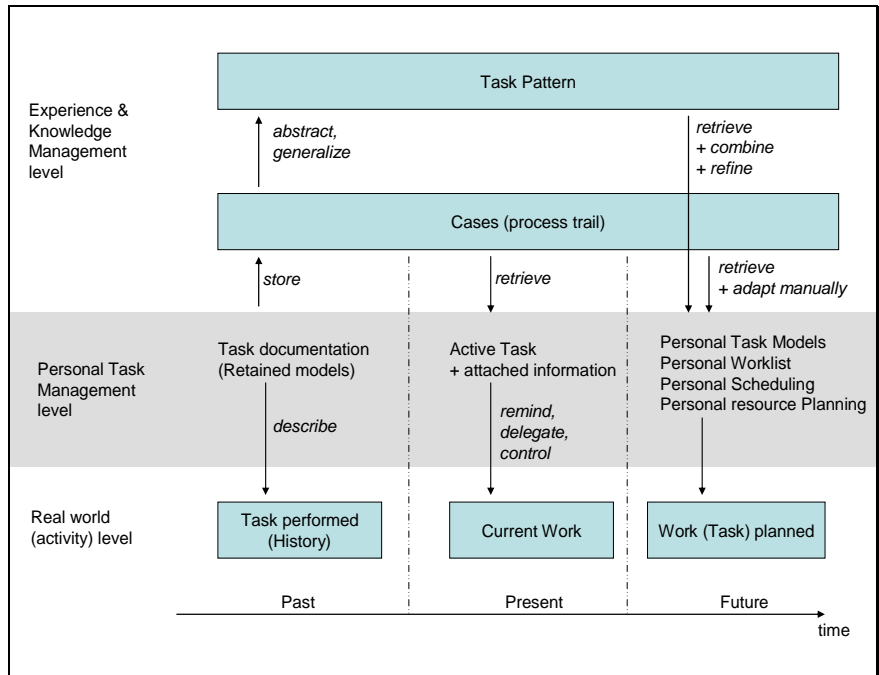 Task Pattern
Experience &
Knowledge
Management
level
abstract,
generalize
retrieve
+ combine
+ refine
Cases (process trail)
store
retrieve
retrieve
+ adapt manually
Personal Task
Management
level
Task documentation
(Retained models)
Active Task
+ attached information
Personal Task Models
Personal Worklist
Personal Scheduling
Personal resource Planning
describe
remind,
delegate,
control
Real world
(activity) level
Task performed
(History)
Current Work
Work (Task) planned
Past
Present
Future
time